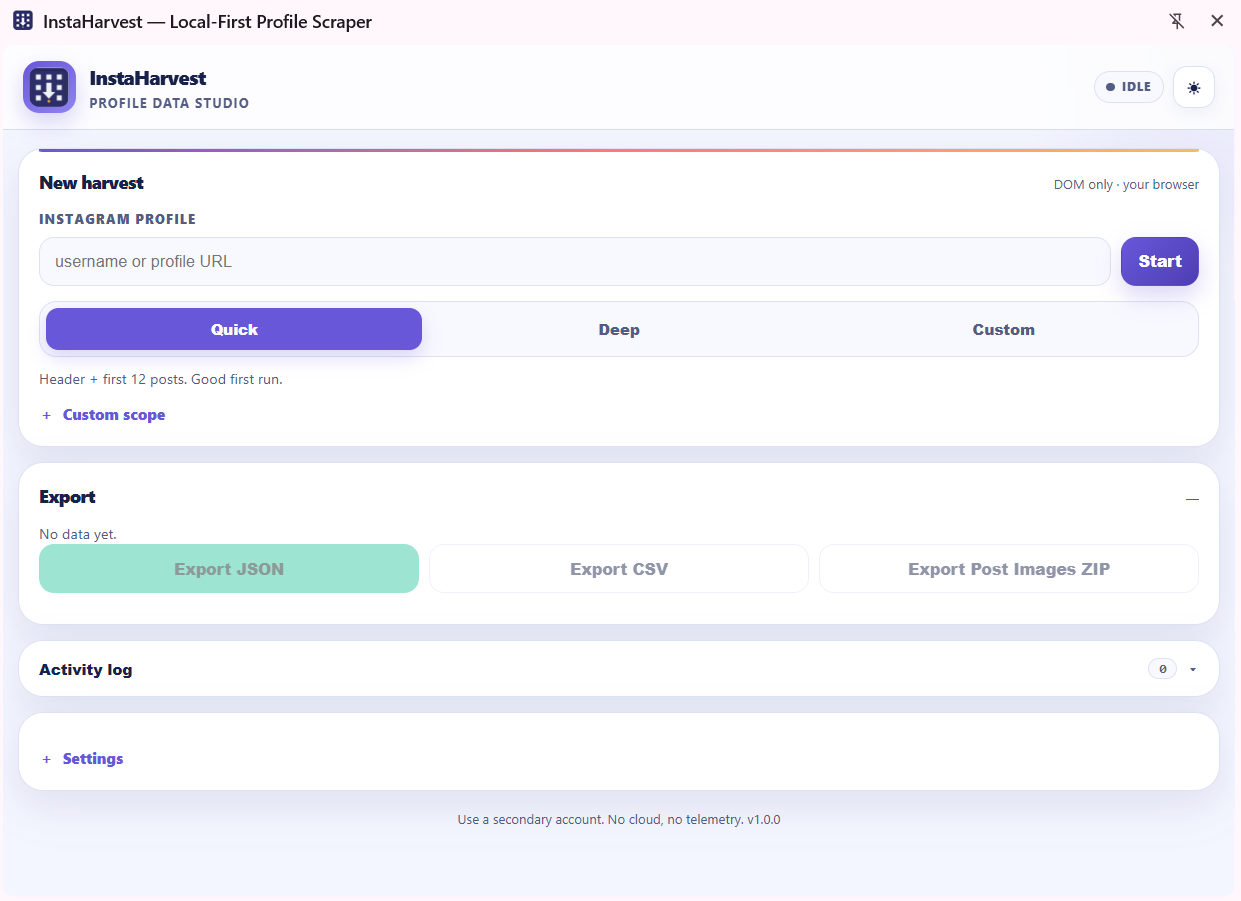 InstaHarvest — Local-First Profile Scraper
InstaHarvest
PROFILE DATA STUDIO
IDLE
New harvest
DOM only · your browser
INSTAGRAM PROFILE
username or profile URL
Start
Quick
Deep
Custom
Header + first 12 posts. Good first run.
+ Custom scope
Export
—
No data yet.
Export JSON
Export CSV
Export Post Images ZIP
Activity log
0
+ Settings
Use a secondary account. No cloud, no telemetry. v1.0.0